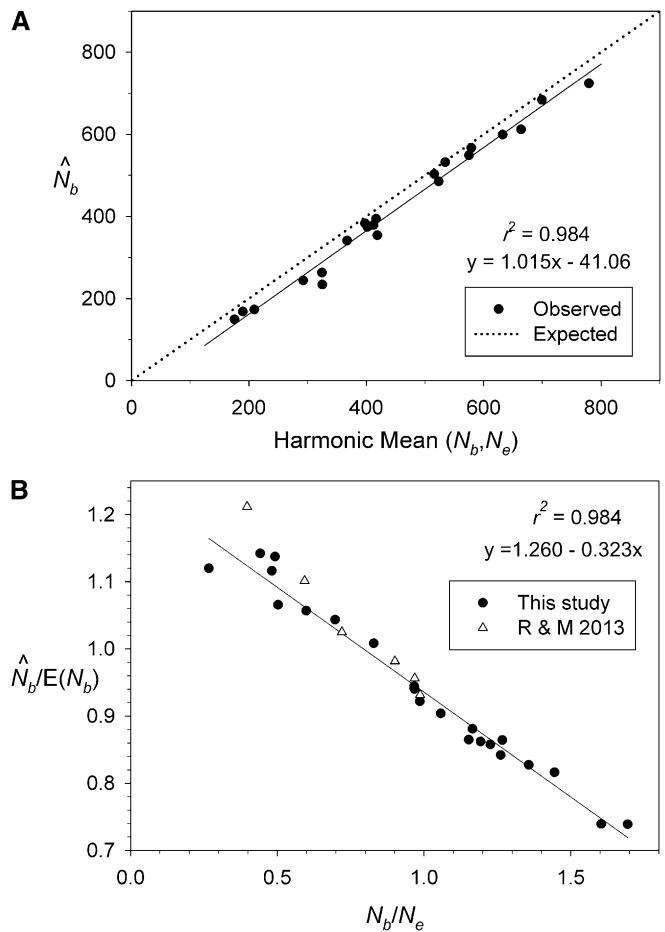 A
800
600
N̂b
400
r² = 0.984
y = 1.015x - 41.06
200
Observed
Expected
0
0 200 400 600 800
Harmonic Mean (Nb,Ne)
B
1.2
r² = 0.984
y =1.260 - 0.323x
1.1
This study
R & M 2013
1.0
N̂b/E(Nb)
0.9
0.8
0.7
0.0 0.5 1.0 1.5
Nb/Ne